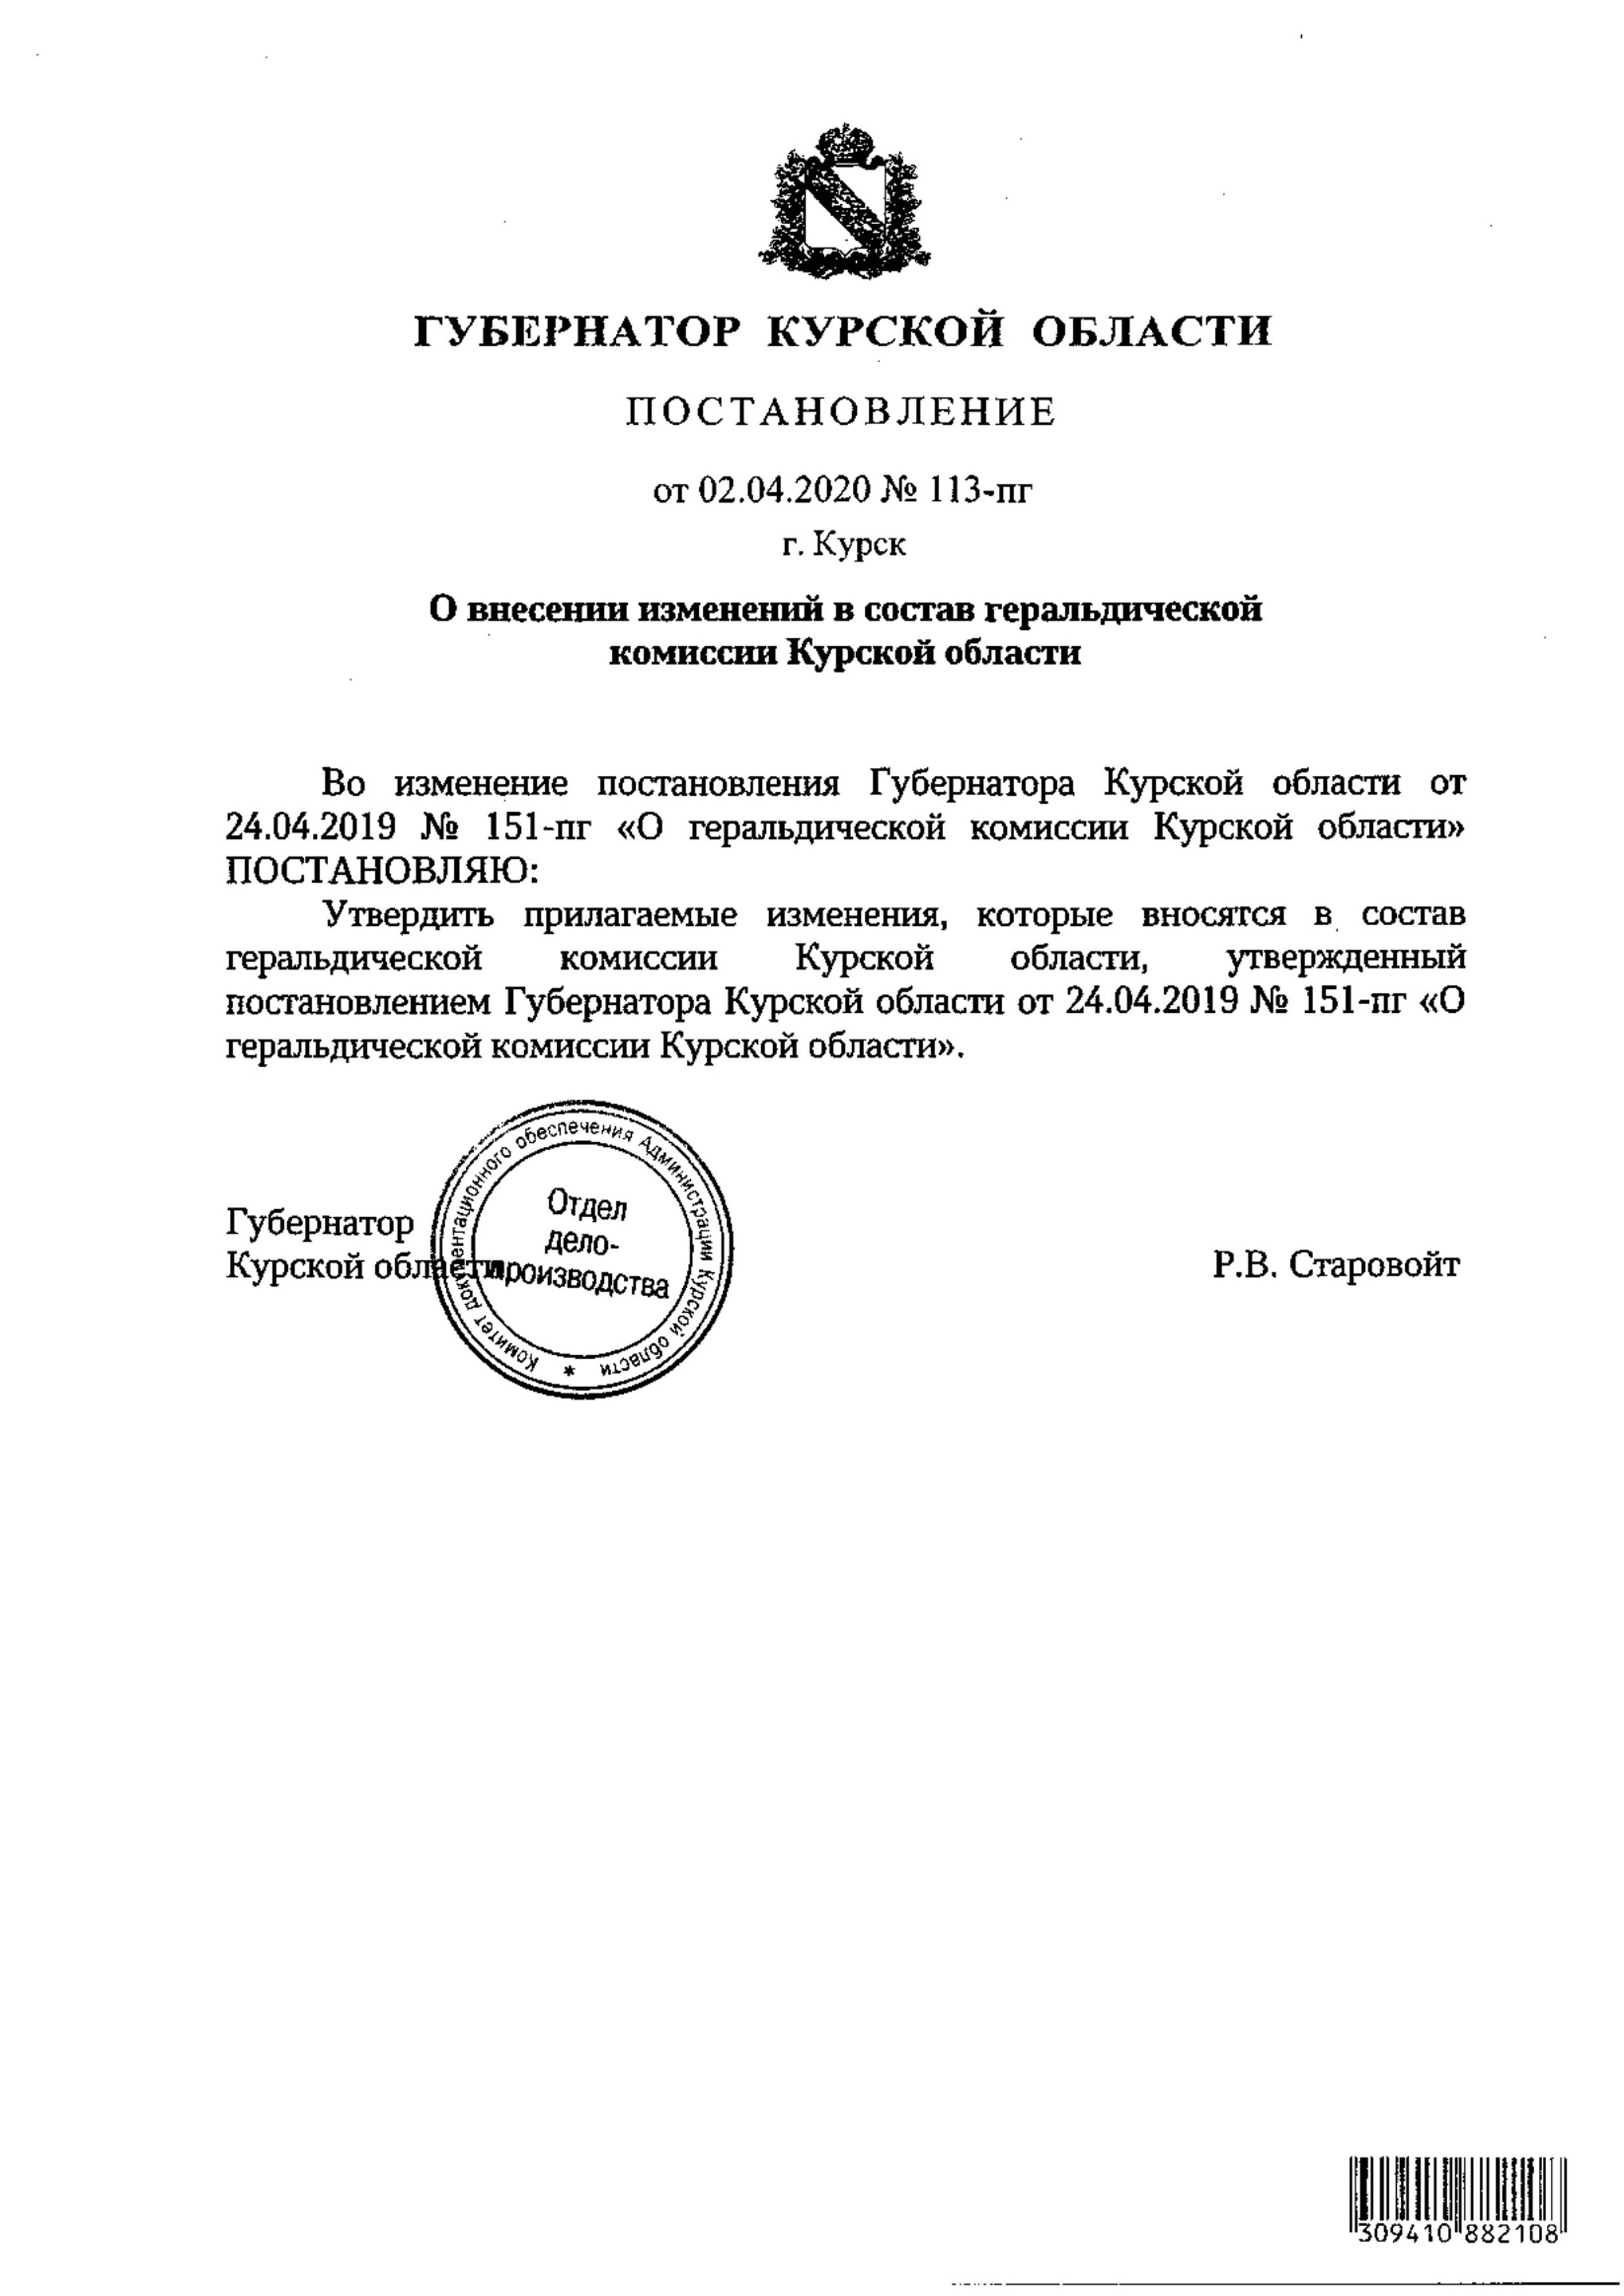 ГУБЕРНАТОР КУРСКОЙ ОБЛАСТИ
ПОСТАНОВЛЕНИЕ
от 02.04.2020 № 113-пг
г. Курск
О внесении изменений в состав геральдической
комиссии Курской области
Во изменение постановления Губернатора Курской области от
24.04.2019 № 151-пг «О геральдической комиссии Курской области»
ПОСТАНОВЛЯЮ:
Утвердить прилагаемые изменения, которые вносятся в состав
геральдической комиссии Курской области, утвержденный
постановлением Губернатора Курской области от 24.04.2019 № 151-пг «О
геральдической комиссии Курской области».
Губернатор
Курской области
Р.В. Старовойт
Комитет документационного обеспечения Администрации Курской области *
Отдел
дело-
производства
309410 882108